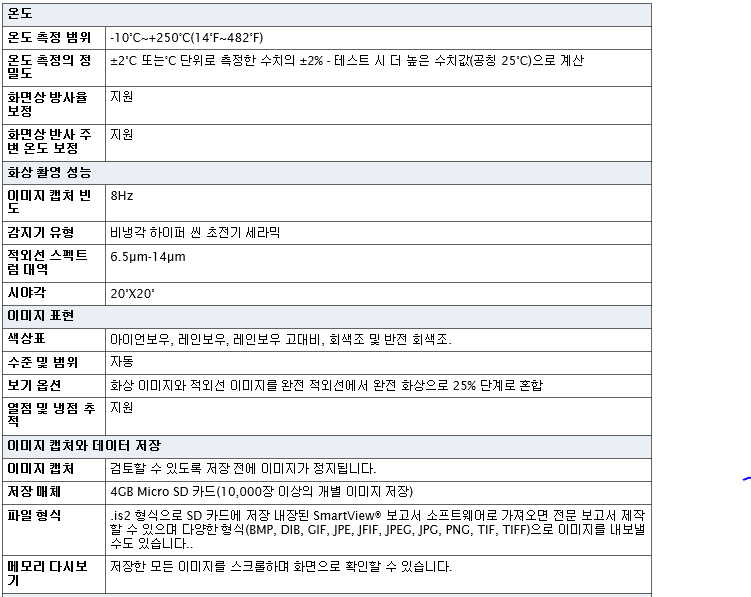 온도
온도 측정 범위 -10°C~+250°C(14°F~482°F)
온도 측정의 정 ±2°C 또는°C 단위로 측정한 수치의 ±2% - 테스트 시 더 높은 수치값(공칭 25°C)으로 계산
밀도
화면상 방사율 지원
보정
화면상 반사 주 지원
변 온도 보정
화상 촬영 성능
이미지 캡처 빈 8Hz
도
감지기 유형 비냉각 하이퍼 씬 초전기 세라믹
적외선 스펙트 6.5μm-14μm
럼 대역
시야각 20°X20°
이미지 표현
색상표 아이언보우, 레인보우, 레인보우 고대비, 회색조 및 반전 회색조.
수준 및 범위 자동
보기 옵션 화상 이미지와 적외선 이미지를 완전 적외선에서 완전 화상으로 25% 단계로 혼합
열점 및 냉점 추 지원
적
이미지 캡처와 데이터 저장
이미지 캡처 검토할 수 있도록 저장 전에 이미지가 정지됩니다.
저장 매체 4GB Micro SD 카드(10,000장 이상의 개별 이미지 저장)
파일 형식 .is2 형식으로 SD 카드에 저장 내장된 SmartView® 보고서 소프트웨어로 가져오면 전문 보고서 제작
할 수 있으며 다양한 형식(BMP, DIB, GIF, JPE, JFIF, JPEG, JPG, PNG, TIF, TIFF)으로 이미지를 내보낼
수도 있습니다..
메모리 다시보 저장한 모든 이미지를 스크롤하며 화면으로 확인할 수 있습니다.
기